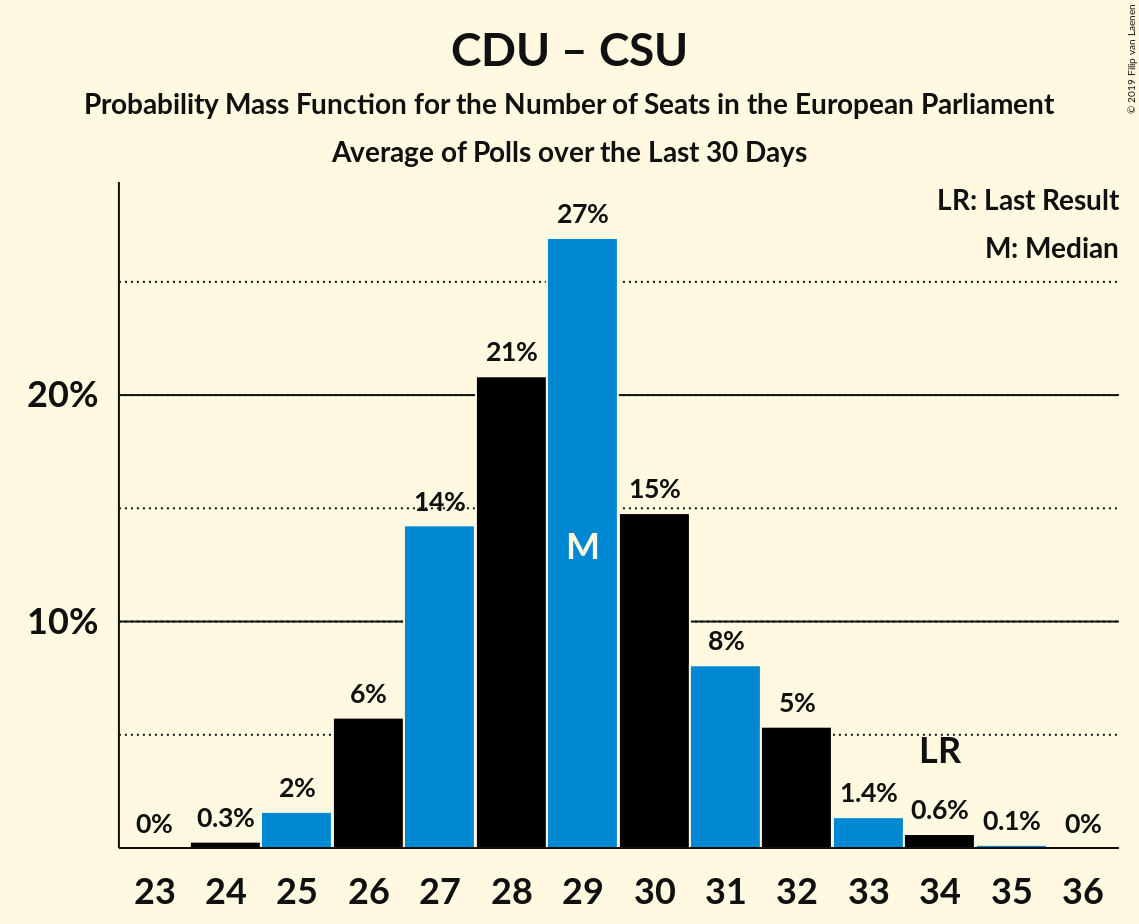 CDU – CSU
Probability Mass Function for the Number of Seats in the European Parliament
Average of Polls over the Last 30 Days
© 2019 Filip van Laenen
LR: Last Result
M: Median
27%
21%
20%
15%
14%
M
10%
8%
6%
5%
LR
2%
1.4%
0.6%
0.3%
0.1%
0%
0%
23 24 25 26 27 28 29 30 31 32 33 34 35 36